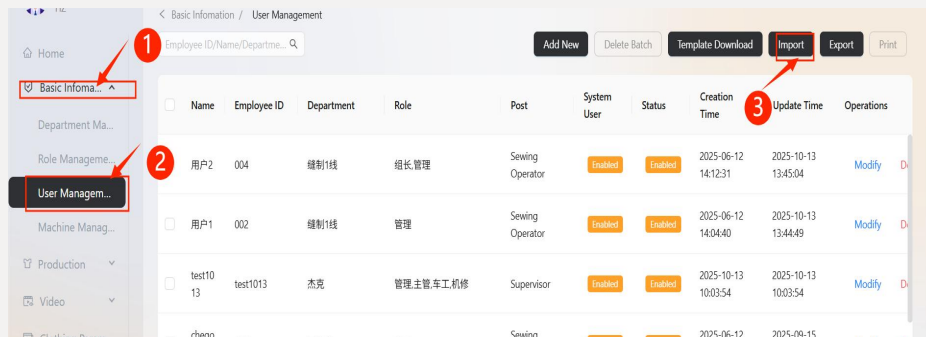 HZ
< Basic Infomation / User Management
Home
Employee ID/Name/Departme...
Add New
Delete Batch
Template Download
Import
Export
Print
1
Basic Infoma...
Department Ma...
Role Manageme...
2
User Managem...
Machine Manag...
Production
Video
3
Name Employee ID Department Role Post System User Status Creation Time Update Time Operations
用户2 004 缝制1线 组长,管理 Sewing Operator Enabled Enabled 2025-06-12 14:12:31 2025-10-13 13:45:04 Modify De
用户1 002 缝制1线 管理 Sewing Operator Enabled Enabled 2025-06-12 14:04:40 2025-10-13 13:44:49 Modify De
test1013 test1013 杰克 管理,主管,车工,机修 Supervisor Enabled Enabled 2025-10-13 10:03:54 2025-10-13 10:03:54 Modify De
chego Sewing 2025-06-12 2025-09-15